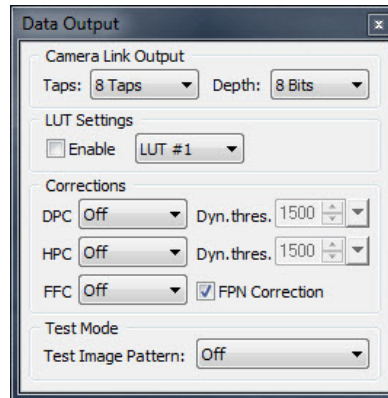 Data Output
Camera Link Output
Taps: 8 Taps Depth: 8 Bits
LUT Settings
Enable LUT #1
Corrections
DPC Off Dyn.thres. 1500
HPC Off Dyn.thres. 1500
FFC Off FPN Correction
Test Mode
Test Image Pattern: Off